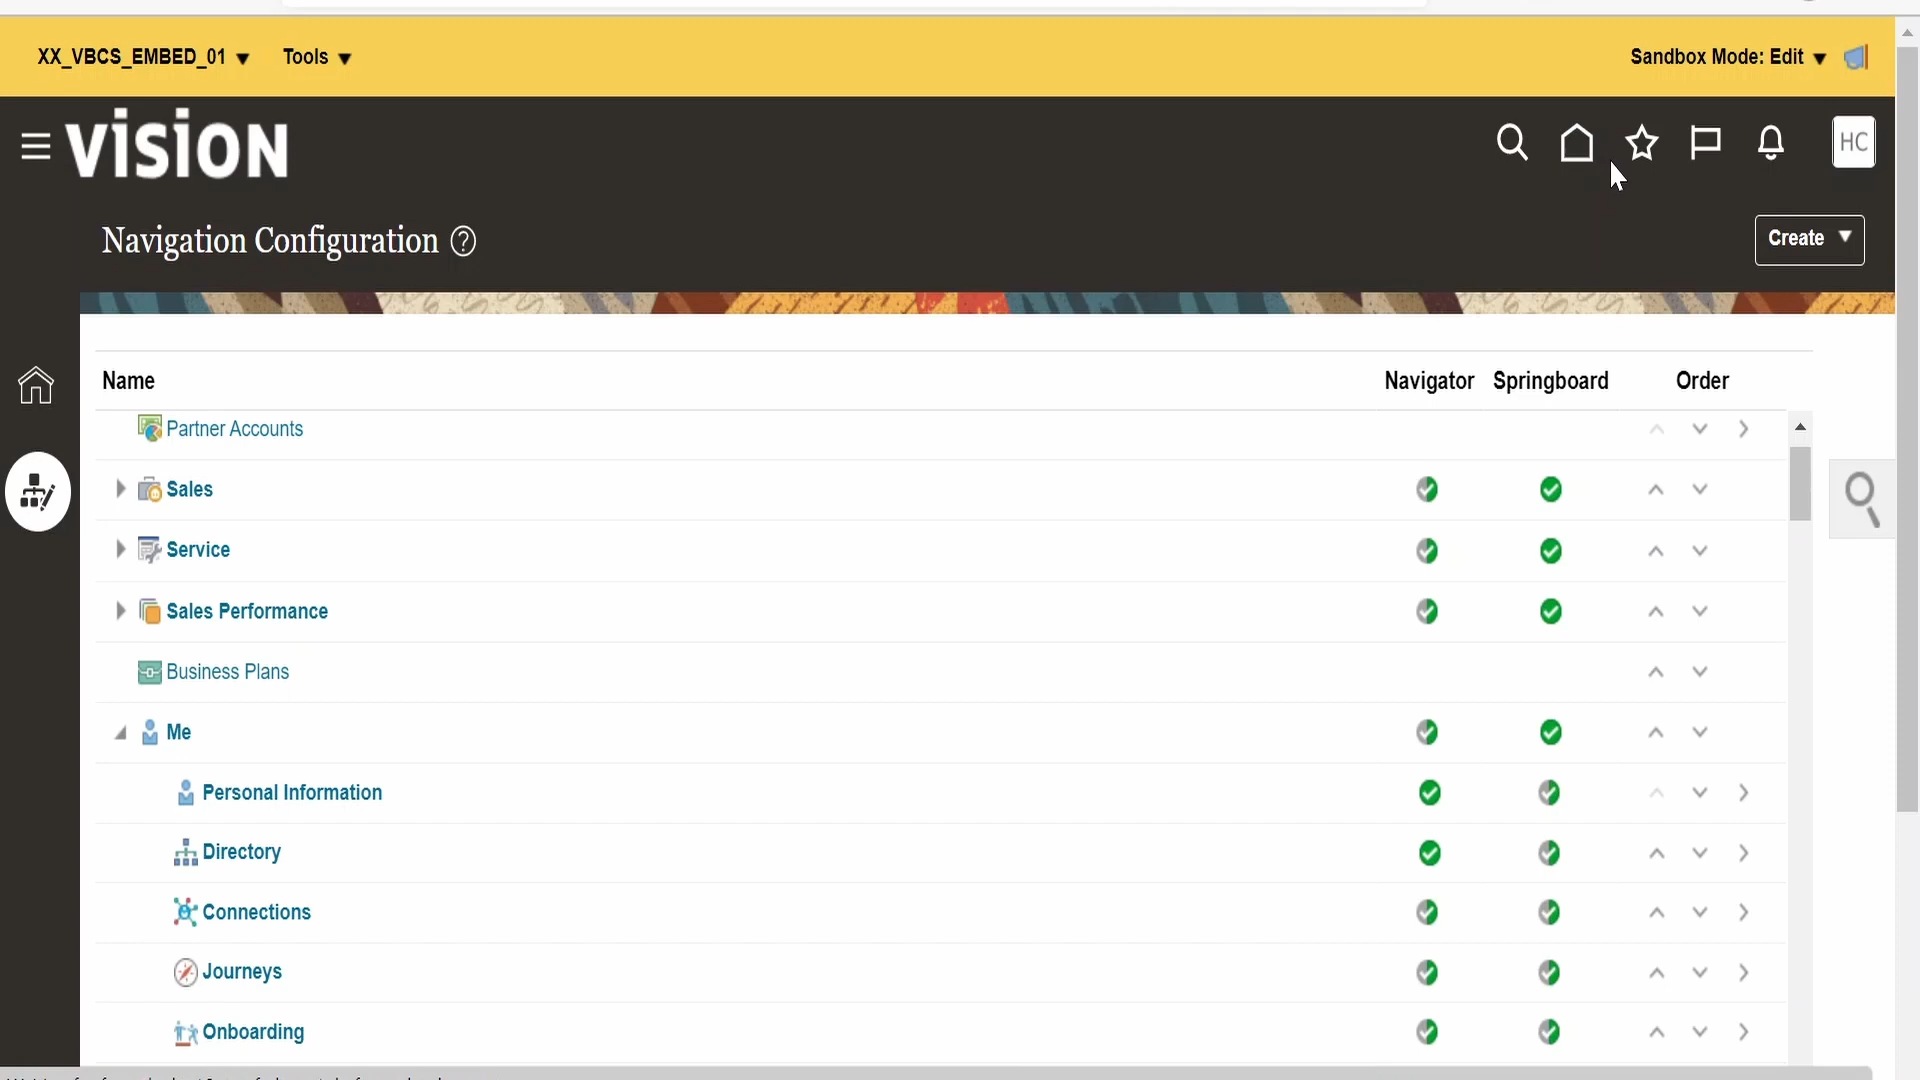 XX_VBCS_EMBED_01 Tools Sandbox Mode: Edit
VISION HC
Navigation Configuration ? Create
Name Navigator Springboard Order
Partner Accounts
Sales
Service
Sales Performance
Business Plans
Me
Personal Information
Directory
Connections
Journeys
Onboarding